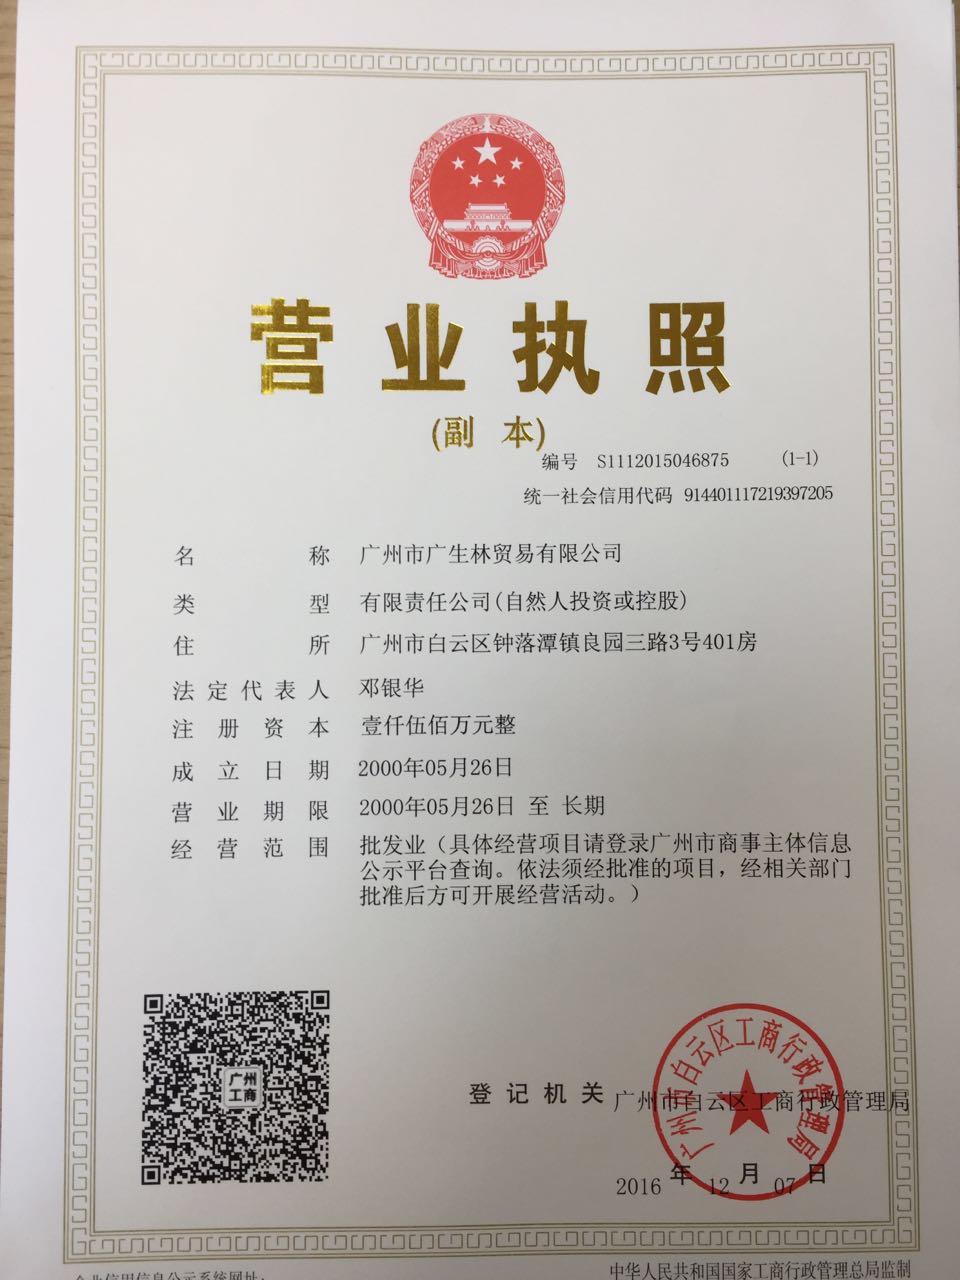 营业执照
(副 本)
编号 S1112015046875 (1-1)
统一社会信用代码 914401117219397205
名称 广州市广生林贸易有限公司
类型 有限责任公司(自然人投资或控股)
住所 广州市白云区钟落潭镇良园三路3号401房
法定代表人 邓银华
注册资本 壹仟伍佰万元整
成立日期 2000年05月26日
营业期限 2000年05月26日 至 长期
经营范围 批发业（具体经营项目请登录广州市商事主体信息
公示平台查询。依法须经批准的项目，经相关部门
批准后方可开展经营活动。）
广州
工商
登记机关 广州市白云区工商行政管理局
广州市白云区工商行政管理局
2016 年 12 月 07 日
企业信用信息公示系统网址：
中华人民共和国国家工商行政管理总局监制